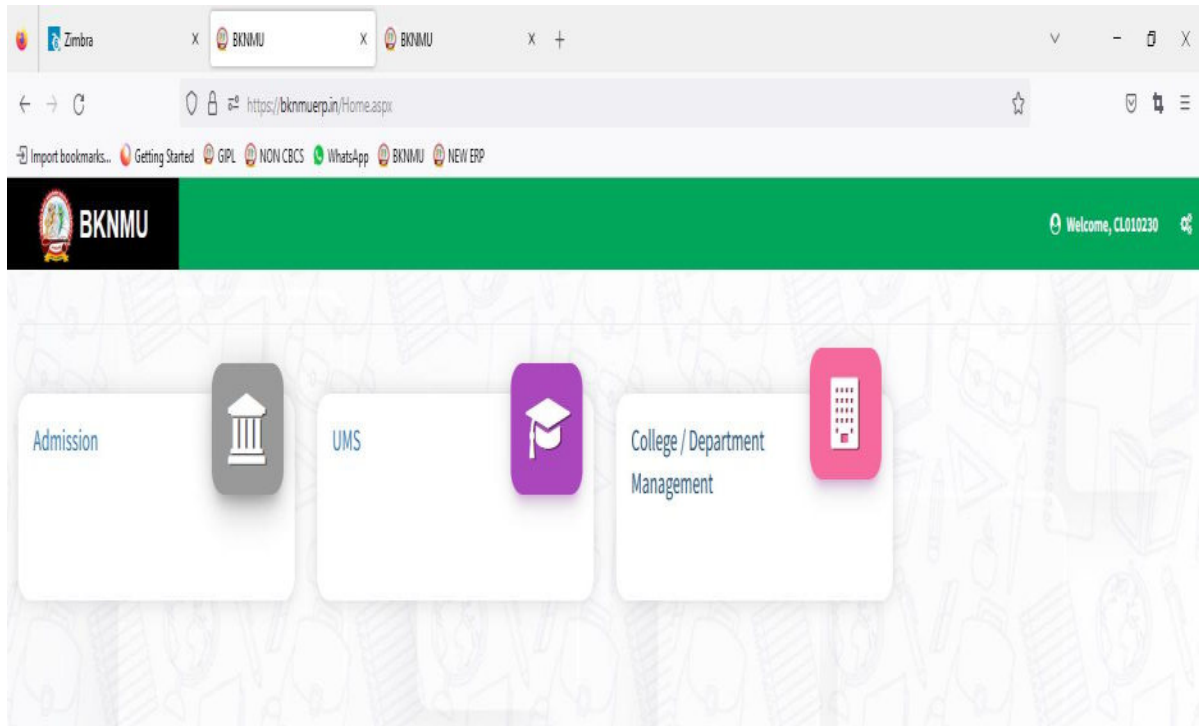 Zimbra X BKNMU X BKNMU X +
https://bknmuerp.in/Home.aspx
Import bookmarks... Getting Started GIPL NON CBCS WhatsApp BKNMU NEW ERP
BKNMU
Welcome, CL010230
Admission
UMS
College / Department
Management